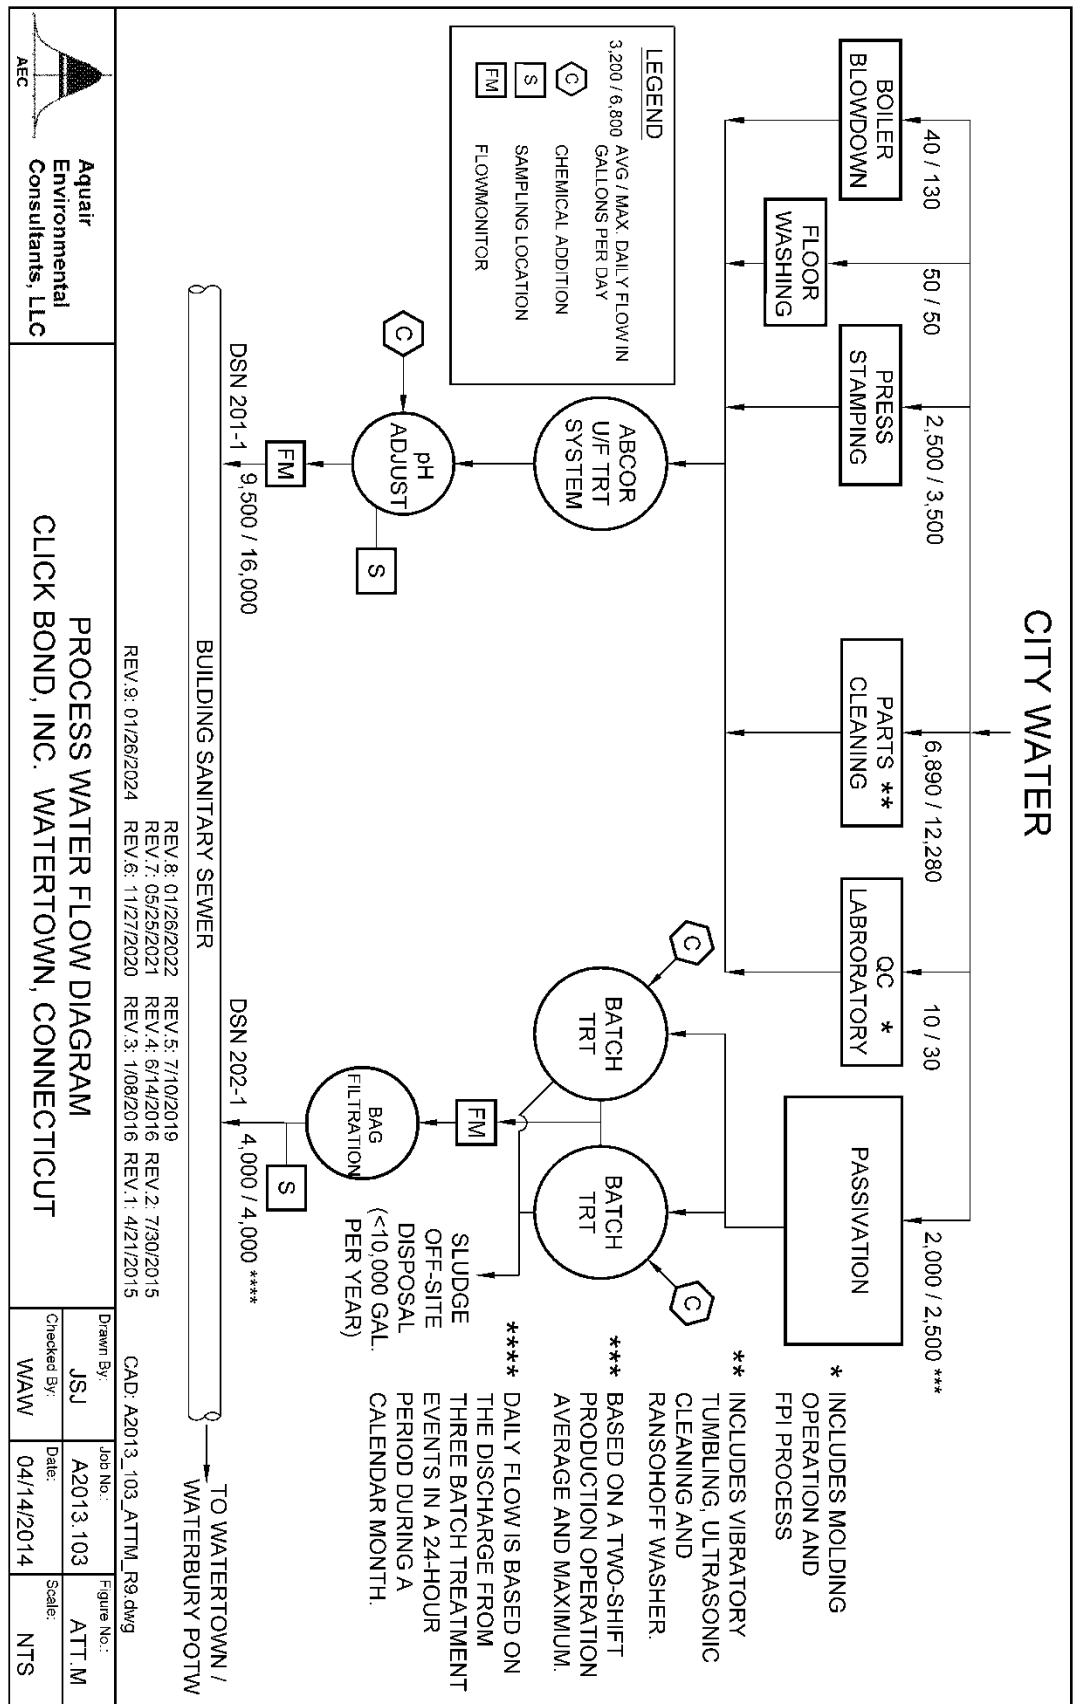 CITY WATER
BOILER
BLOWDOWN
40 / 130
FLOOR
WASHING
50 / 50
PRESS
STAMPING
2,500 / 3,500
PARTS **
CLEANING
6,890 / 12,280
QC *
LABRORATORY
10 / 30
PASSIVATION
2,000 / 2,500 ***
LEGEND
3,200 / 6,800 AVG / MAX. DAILY FLOW IN
GALLONS PER DAY
C CHEMICAL ADDITION
S SAMPLING LOCATION
FM FLOWMONITOR
ABCOR
U/F TRT
SYSTEM
C
pH
ADJUST
S
FM
DSN 201-1 9,500 / 16,000
C
BATCH
TRT
BATCH
TRT
C
FM
BAG
FILTRATION
S
DSN 202-1 4,000 / 4,000 ****
SLUDGE
OFF-SITE
DISPOSAL
(<10,000 GAL.
PER YEAR)
* INCLUDES MOLDING
OPERATION AND
FPI PROCESS
** INCLUDES VIBRATORY
TUMBLING, ULTRASONIC
CLEANING AND
RANSOHOFF WASHER.
*** BASED ON A TWO-SHIFT
PRODUCTION OPERATION
AVERAGE AND MAXIMUM.
**** DAILY FLOW IS BASED ON
THE DISCHARGE FROM
THREE BATCH TREATMENT
EVENTS IN A 24-HOUR
PERIOD DURING A
CALENDAR MONTH.
BUILDING SANITARY SEWER
TO WATERTOWN /
WATERBURY POTW
REV.8: 01/26/2022 REV.5: 7/10/2019
REV.7: 05/25/2021 REV.4: 6/14/2016 REV.2: 7/30/2015
REV.9: 01/26/2024 REV.6: 11/27/2020 REV.3: 1/08/2016 REV.1: 4/21/2015
CAD: A2013_103_ATTM_R9.dwg
AEC
Aquair
Environmental
Consultants, LLC
PROCESS WATER FLOW DIAGRAM
CLICK BOND, INC. WATERTOWN, CONNECTICUT
Drawn By:
JSJ
Job No.:
A2013.103
Figure No.:
ATT.M
Checked By:
WAW
Date:
04/14/2014
Scale:
NTS